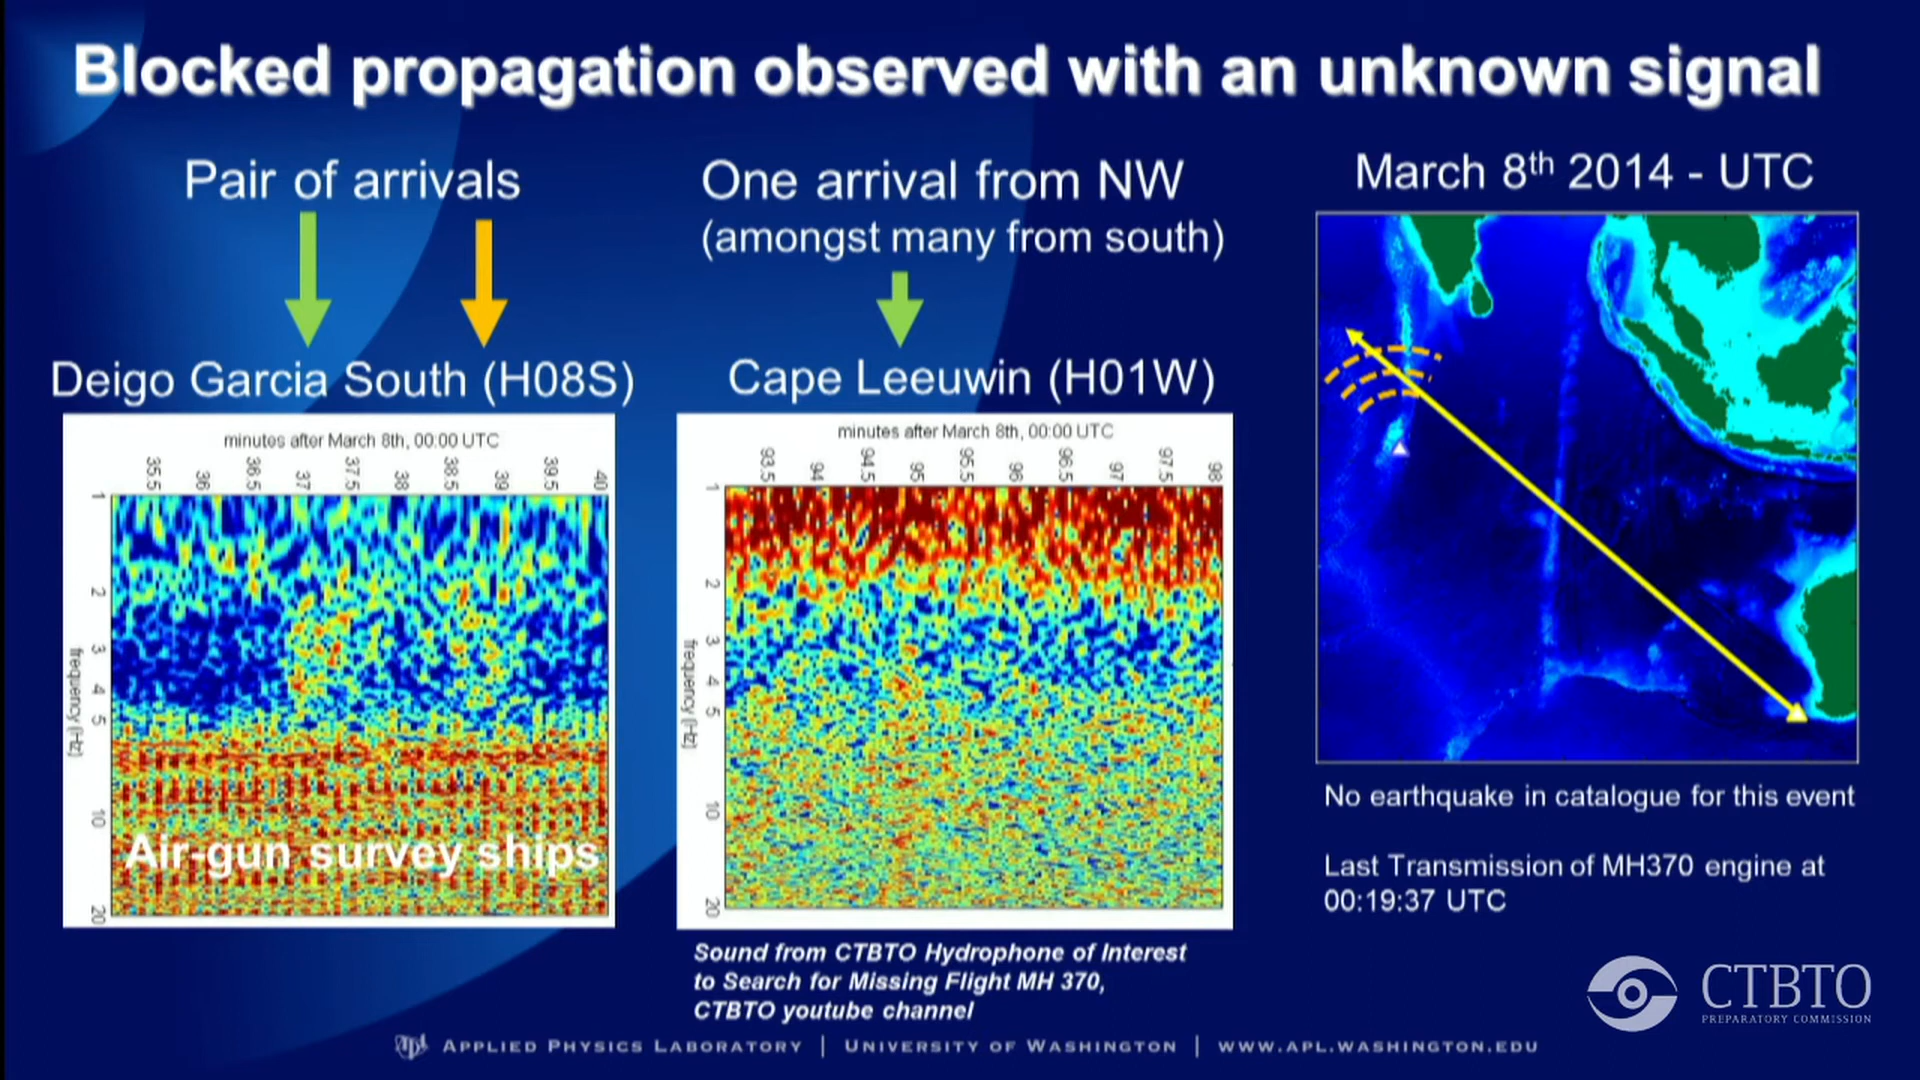 Blocked propagation observed with an unknown signal
Pair of arrivals
Deigo Garcia South (H08S)
minutes after March 8th, 00:00 UTC
35.5 36 36.5 37 37.5 38 38.5 39 39.5 40
1
2
3
4
5
10
20
frequency (Hz)
Air-gun survey ships
One arrival from NW
(amongst many from south)
Cape Leeuwin (H01W)
minutes after March 8th, 00:00 UTC
93.5 94 94.5 95 95.5 96 96.5 97 97.5 98
1
2
3
4
5
10
20
frequency (Hz)
Sound from CTBTO Hydrophone of Interest
to Search for Missing Flight MH 370,
CTBTO youtube channel
March 8th 2014 - UTC
No earthquake in catalogue for this event
Last Transmission of MH370 engine at
00:19:37 UTC
CTBTO
PREPARATORY COMMISSION
apl APPLIED PHYSICS LABORATORY | UNIVERSITY OF WASHINGTON | WWW.APL.WASHINGTON.EDU